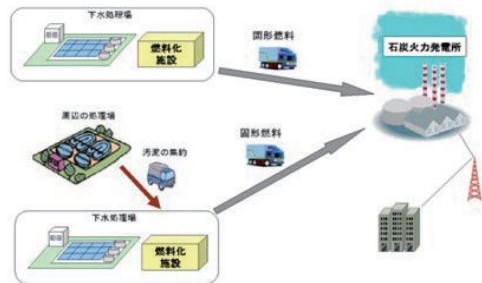 下水処理場
燃料化
施設
固形燃料
石炭火力発電所
周辺の処理場
汚泥の集約
固形燃料
下水処理場
燃料化
施設